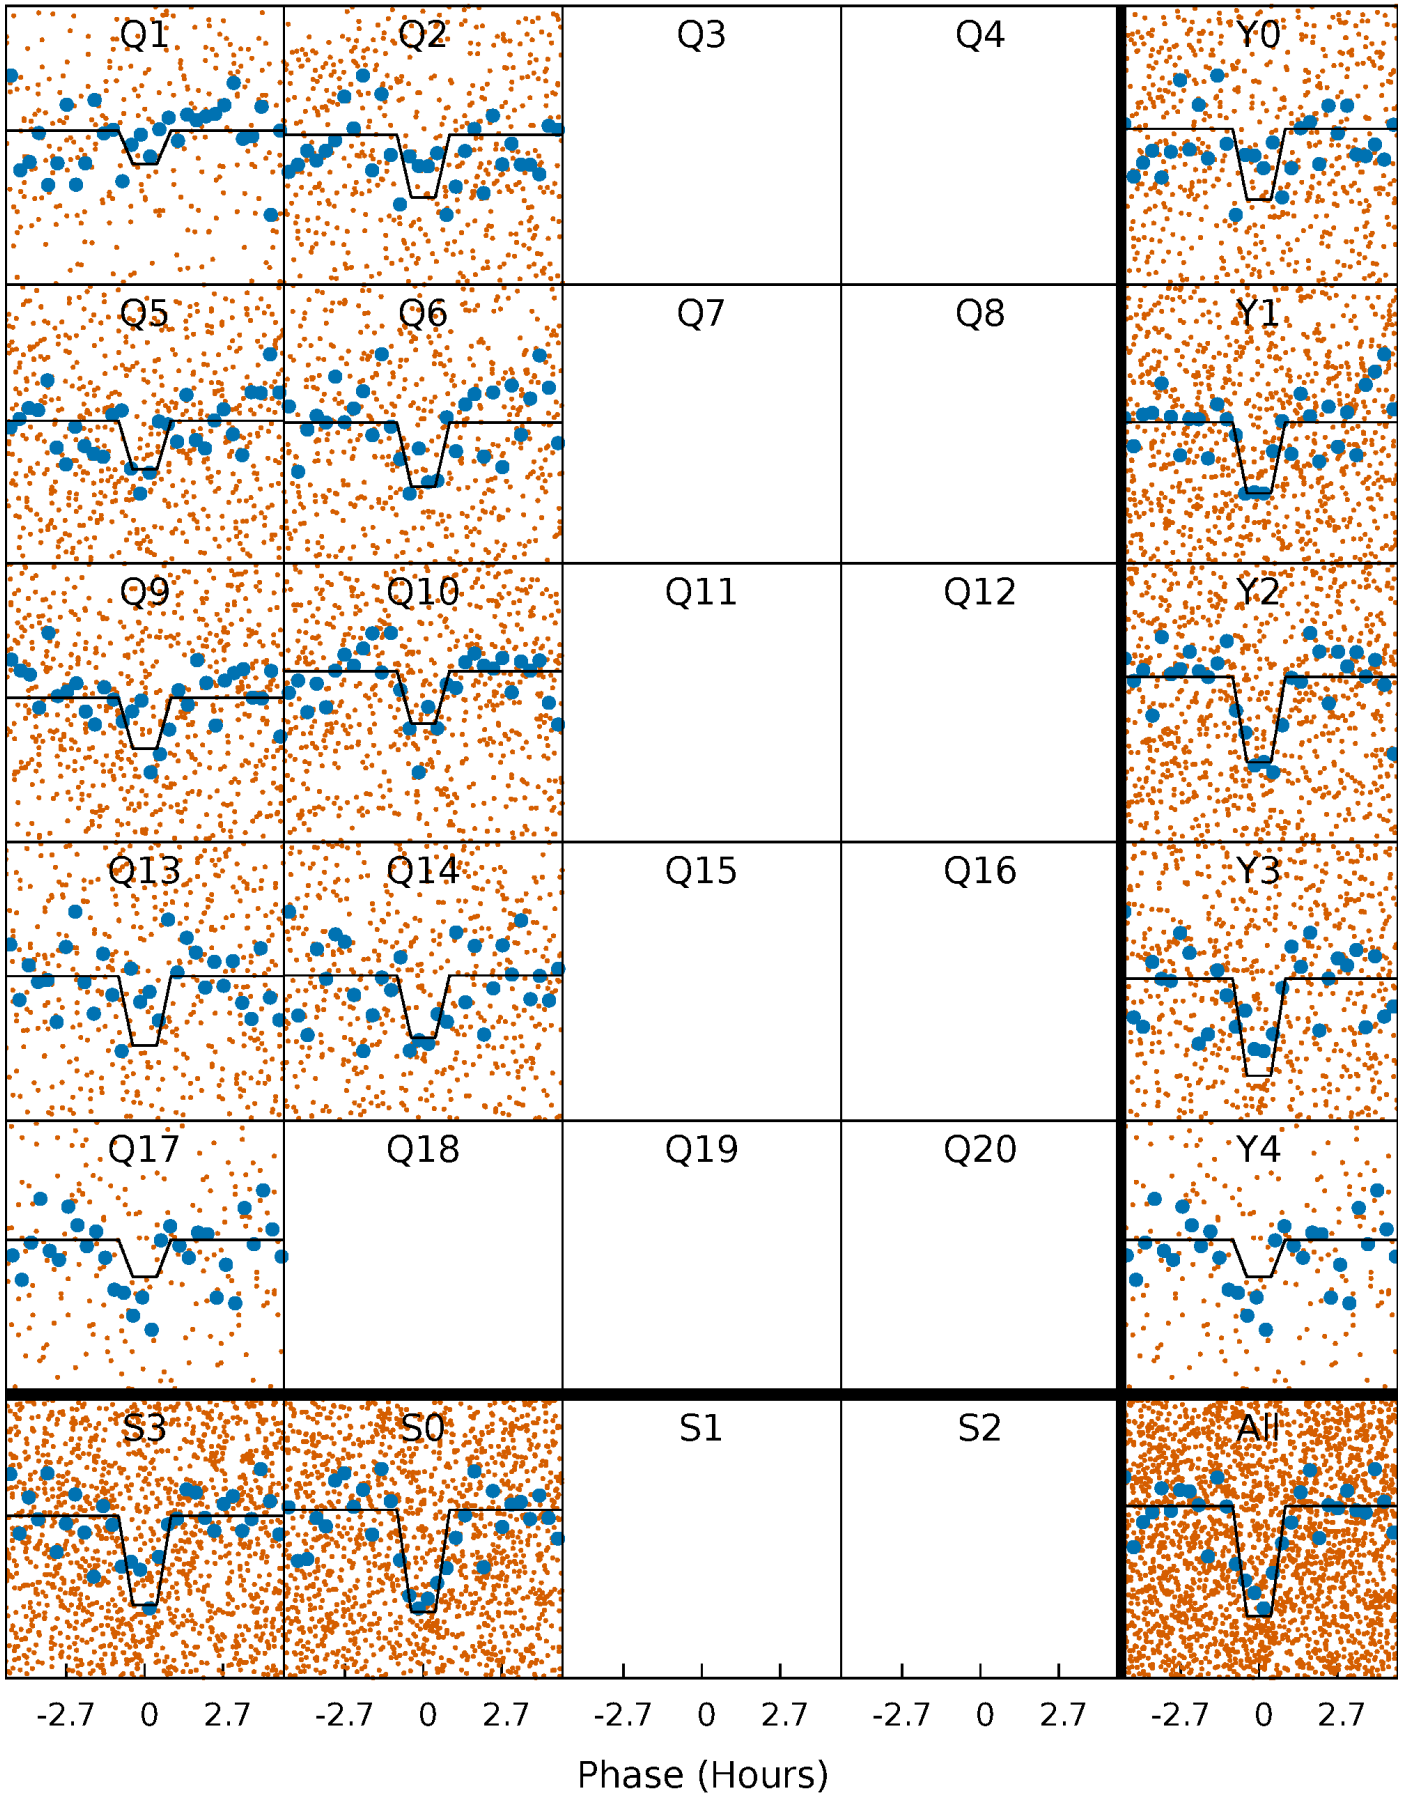 Q1 Q2 Q3 Q4 Y0
Q5 Q6 Q7 Q8 Y1
Q9 Q10 Q11 Q12 Y2
Q13 Q14 Q15 Q16 Y3
Q17 Q18 Q19 Q20 Y4
S3 S0 S1 S2 All
-2.7 0 2.7 -2.7 0 2.7 -2.7 0 2.7 -2.7 0 2.7 -2.7 0 2.7
Phase (Hours)